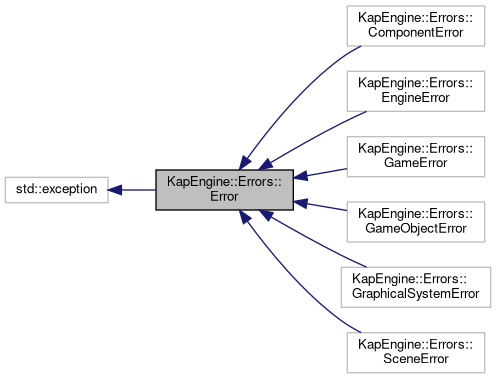 KapEngine::Errors::
ComponentError
KapEngine::Errors::
EngineError
KapEngine::Errors::
GameError
std::exception
KapEngine::Errors::
Error
KapEngine::Errors::
GameObjectError
KapEngine::Errors::
GraphicalSystemError
KapEngine::Errors::
SceneError